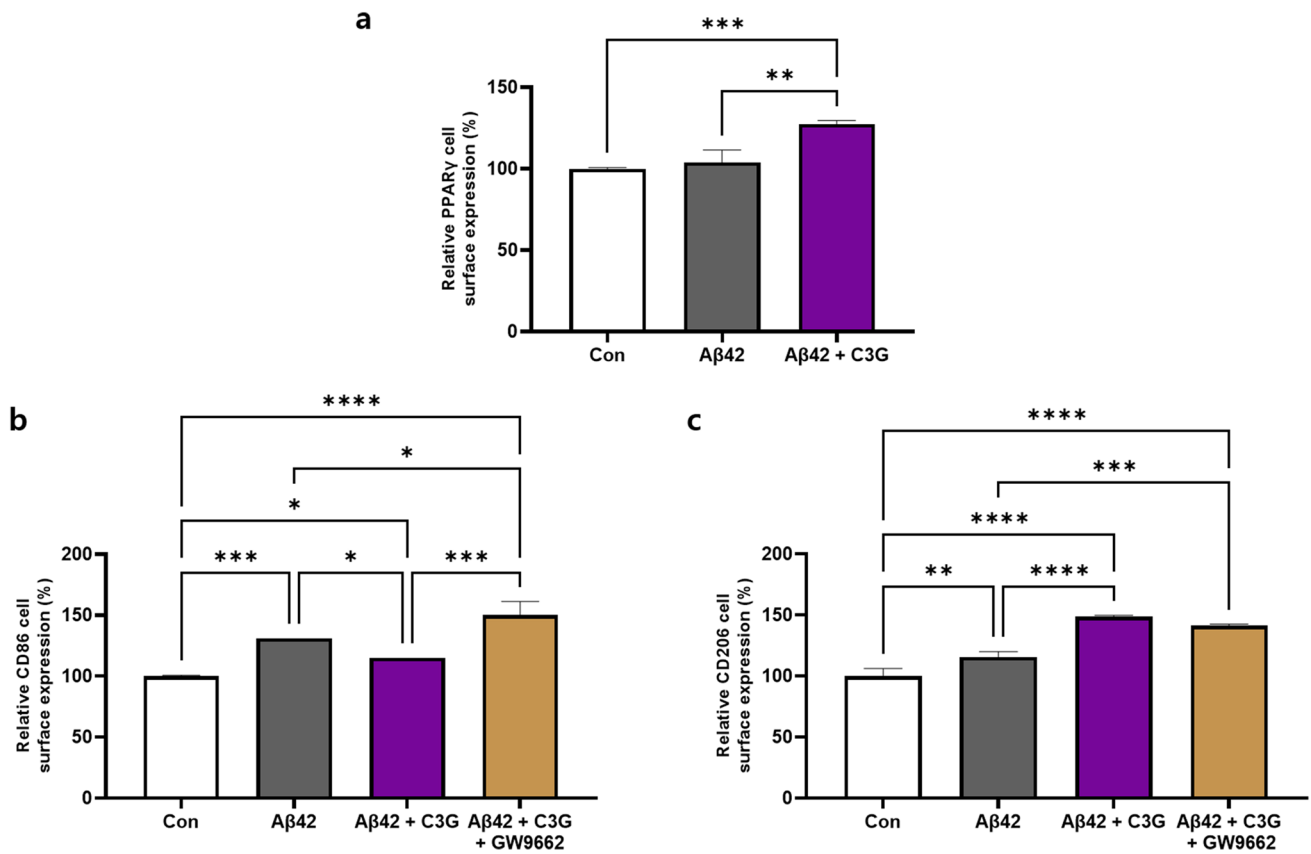 a
***
**
Relative PPARγ cell
surface expression (%)
150
100
50
0
Con
Aβ42
Aβ42 + C3G
b
****
*
*
***
*
***
Relative CD86 cell
surface expression (%)
200
150
100
50
0
Con
Aβ42
Aβ42 + C3G
Aβ42 + C3G
+ GW9662
c
****
***
****
**
****
Relative CD206 cell
surface expression (%)
200
150
100
50
0
Con
Aβ42
Aβ42 + C3G
Aβ42 + C3G
+ GW9662